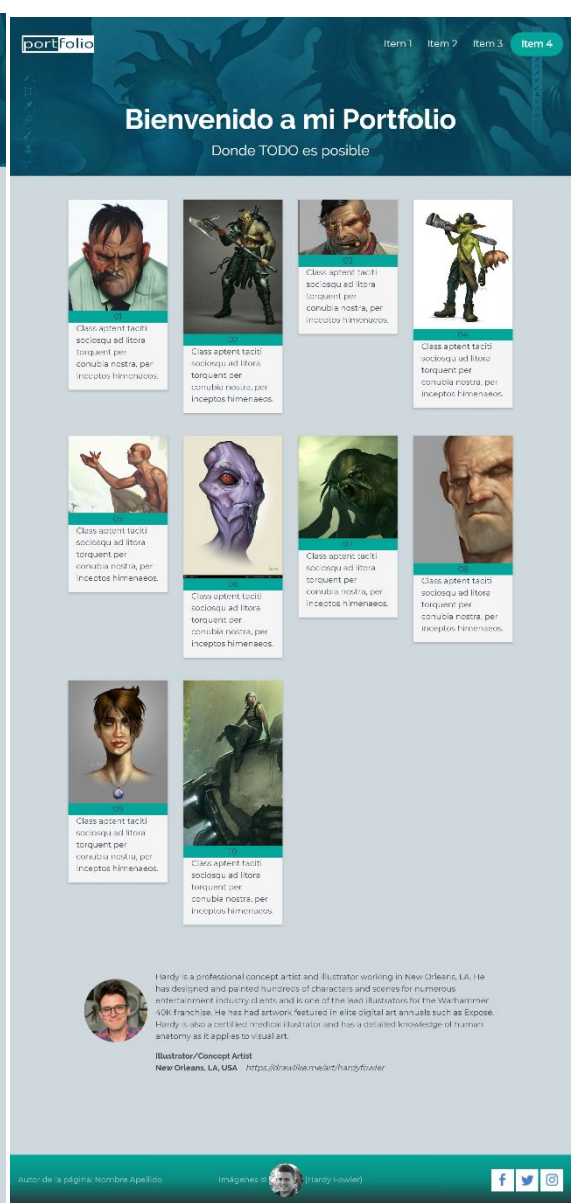 portfolio
Item 1 Item 2 Item 3 Item 4
Bienvenido a mi Portfolio
Donde TODO es posible
01
Class aptent taciti
sociosqu ad litora
torquent per
conubia nostra, per
inceptos himenaeos.
02
Class aptent taciti
sociosqu ad litora
torquent per
conubia nostra, per
inceptos himenaeos.
03
Class aptent taciti
sociosqu ad litora
torquent per
conubia nostra, per
inceptos himenaeos.
04
Class aptent taciti
sociosqu ad litora
torquent per
conubia nostra, per
inceptos himenaeos.
05
Class aptent taciti
sociosqu ad litora
torquent per
conubia nostra, per
inceptos himenaeos.
06
Class aptent taciti
sociosqu ad litora
torquent per
conubia nostra, per
inceptos himenaeos.
07
Class aptent taciti
sociosqu ad litora
torquent per
conubia nostra, per
inceptos himenaeos.
08
Class aptent taciti
sociosqu ad litora
torquent per
conubia nostra, per
inceptos himenaeos.
09
Class aptent taciti
sociosqu ad litora
torquent per
conubia nostra, per
inceptos himenaeos.
10
Class aptent taciti
sociosqu ad litora
torquent per
conubia nostra, per
inceptos himenaeos.
Hardy is a professional concept artist and illustrator working in New Orleans, LA. He
has designed and painted hundreds of characters and scenes for numerous
entertainment industry clients and is one of the lead illustrators for the Warhammer
40K franchise. He has had artwork featured in elite digital art annuals such as Exposé.
Hardy is also a certified medical illustrator and has a detailed knowledge of human
anatomy as it applies to visual art.
Illustrator/Concept Artist
New Orleans, LA, USA https://drawlike.me/art/hardyfowler
Autor de la página: Nombre Apellido Imágenes © (Hardy Fowler)